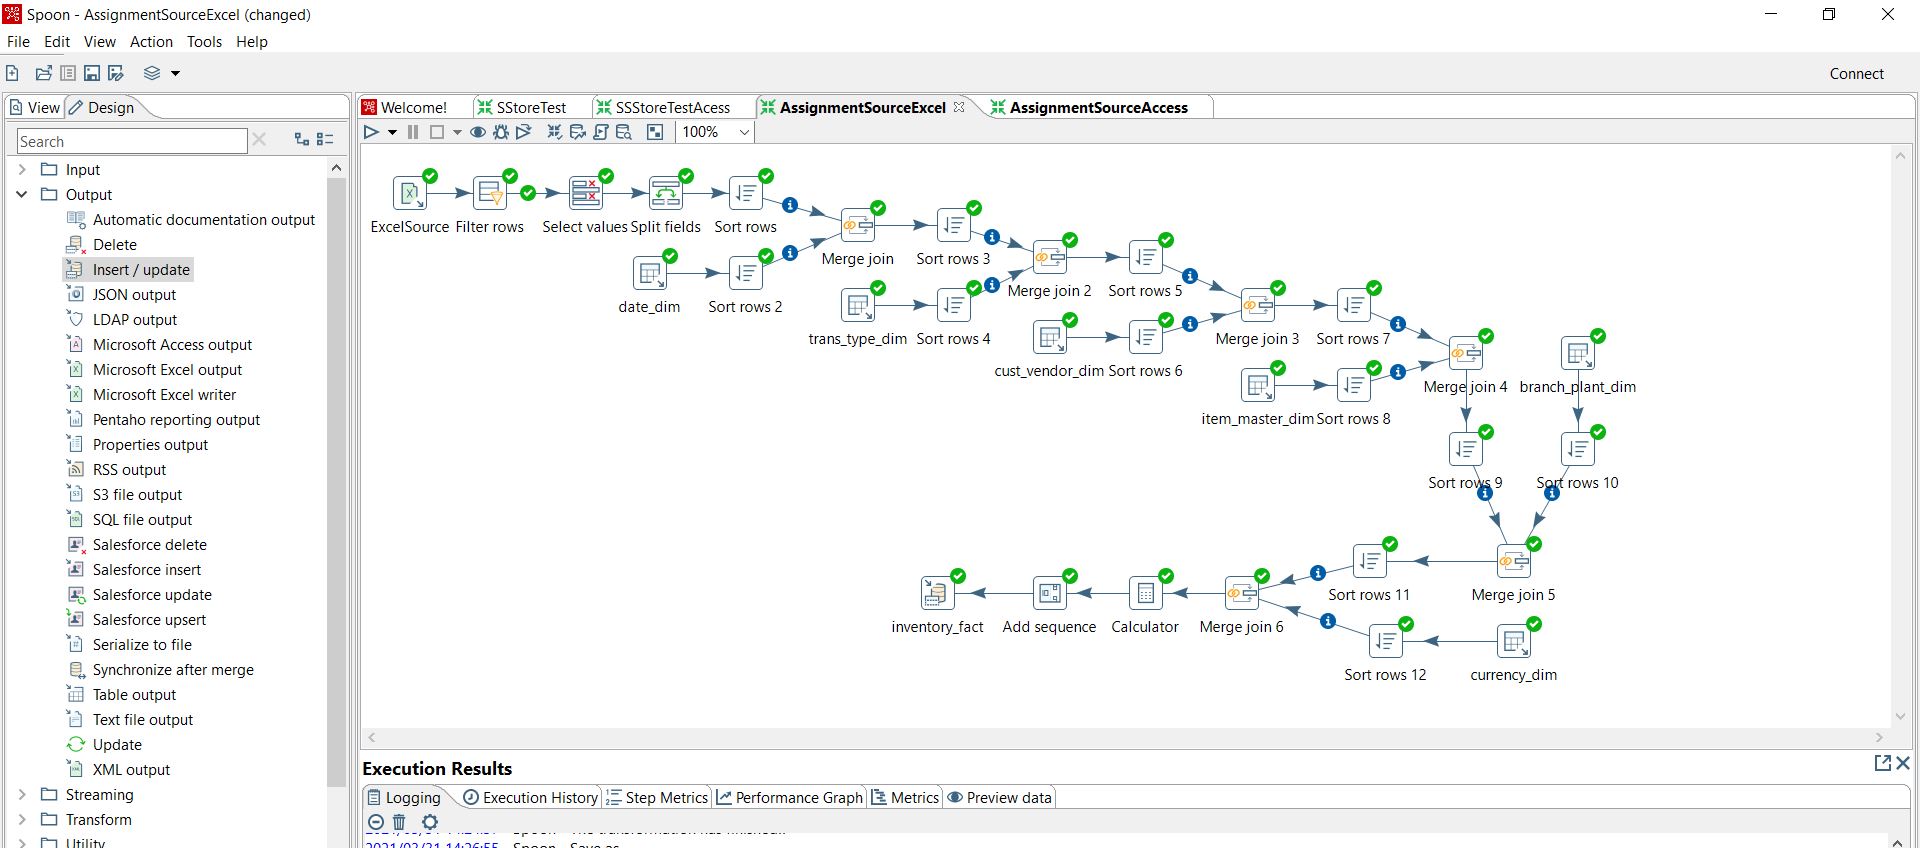 Spoon - AssignmentSourceExcel (changed)
File Edit View Action Tools Help
Connect
View Design
Welcome! SStoreTest SSStoreTestAcess AssignmentSourceExcel AssignmentSourceAccess
100%
Search
Input
Output
Automatic documentation output
Delete
Insert / update
JSON output
LDAP output
Microsoft Access output
Microsoft Excel output
Microsoft Excel writer
Pentaho reporting output
Properties output
RSS output
S3 file output
SQL file output
Salesforce delete
Salesforce insert
Salesforce update
Salesforce upsert
Serialize to file
Synchronize after merge
Table output
Text file output
Update
XML output
Streaming
Transform
Utility
ExcelSource Filter rows Select values Split fields Sort rows
Merge join Sort rows 3
date_dim Sort rows 2
Merge join 2 Sort rows 5
trans_type_dim Sort rows 4
Merge join 3 Sort rows 7
cust_vendor_dim Sort rows 6
Merge join 4 branch_plant_dim
item_master_dim Sort rows 8
Sort rows 9 Sort rows 10
Sort rows 11 Merge join 5
inventory_fact Add sequence Calculator Merge join 6
Sort rows 12 currency_dim
Execution Results
Logging Execution History Step Metrics Performance Graph Metrics Preview data
2021/03/31 14:26:55 - Spoon - Save as